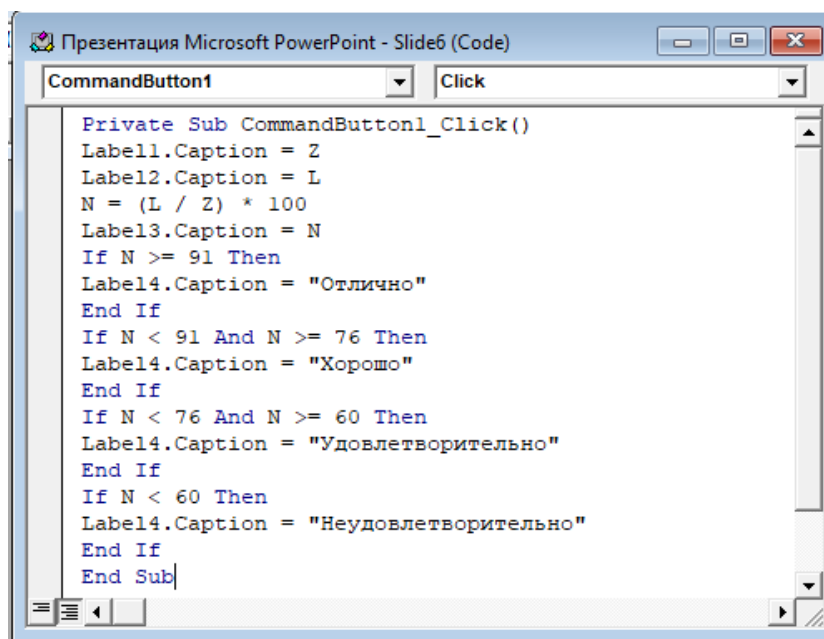 Презентация Microsoft PowerPoint - Slide6 (Code)
CommandButton1 Click
Private Sub CommandButton1_Click()
Label1.Caption = Z
Label2.Caption = L
N = (L / Z) * 100
Label3.Caption = N
If N >= 91 Then
Label4.Caption = "Отлично"
End If
If N < 91 And N >= 76 Then
Label4.Caption = "Хорошо"
End If
If N < 76 And N >= 60 Then
Label4.Caption = "Удовлетворительно"
End If
If N < 60 Then
Label4.Caption = "Неудовлетворительно"
End If
End Sub